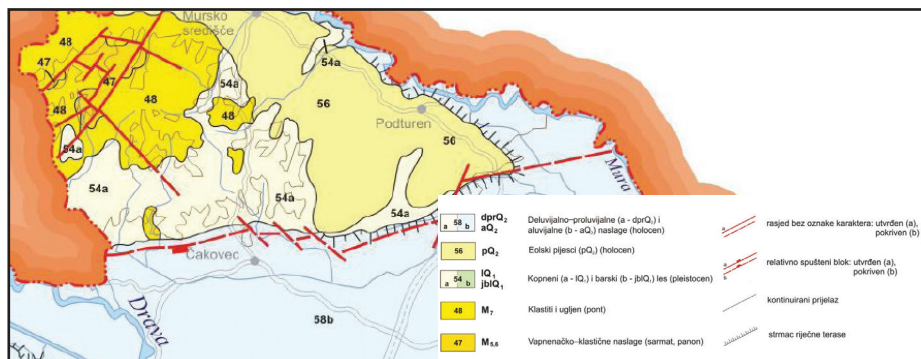 Mursko
središće
48
47
47
54a
54a
48
56
48
48
Podturen
56
54a
54a
54a
54a
Mura
Čakovec
Drava
58b
a 58 b
dprQ₂
aQ₂
Deluvijalno–proluvijalne (a - dprQ₂) i
aluvijalne (b - aQ₂) naslage (holocen)
56
pQ₂
Eolski pijesci (pQ₂) (holocen)
a 54 b
lQ₁
jblQ₁
Kopneni (a - lQ₁) i barski (b - jblQ₁) les (pleistocen)
48
M₇
Klastiti i ugljen (pont)
47
M₅,₆
Vapnenačko–klastične naslage (sarmat, panon)
a
b
rasjed bez oznake karaktera: utvrđen (a),
pokriven (b)
a
b
relativno spušteni blok: utvrđen (a),
pokriven (b)
kontinuirani prijelaz
strmac riječne terase